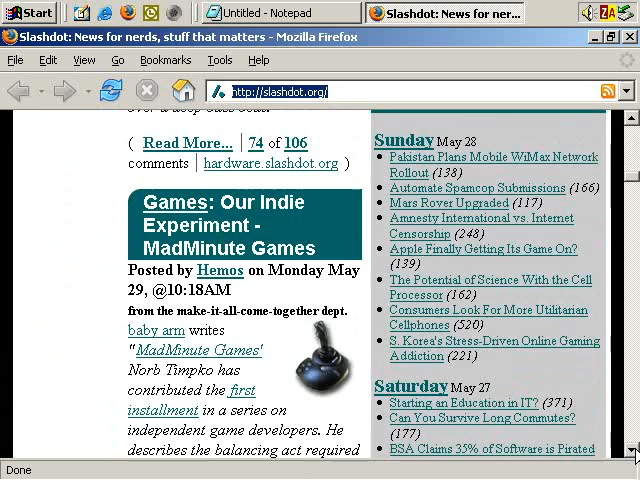 Start
Untitled - Notepad
Slashdot: News for ner...
ZA
Slashdot: News for nerds, stuff that matters - Mozilla Firefox
File Edit View Go Bookmarks Tools Help
http://slashdot.org/
over a deep bass beat.
( Read More... | 74 of 106
comments | hardware.slashdot.org )
Games: Our Indie
Experiment -
MadMinute Games
Posted by Hemos on Monday May
29, @10:18AM
from the make-it-all-come-together dept.
baby arm writes
"MadMinute Games'
Norb Timpko has
contributed the first
installment in a series on
independent game developers. He
describes the balancing act required
Sunday May 28
Pakistan Plans Mobile WiMax Network
Rollout (138)
Automate Spamcop Submissions (166)
Mars Rover Upgraded (117)
Amnesty International vs. Internet
Censorship (248)
Apple Finally Getting Its Game On?
(139)
The Potential of Science With the Cell
Processor (162)
Consumers Look For More Utilitarian
Cellphones (520)
S. Korea's Stress-Driven Online Gaming
Addiction (221)
Saturday May 27
Starting an Education in IT? (371)
Can You Survive Long Commutes?
(177)
BSA Claims 35% of Software is Pirated
Done